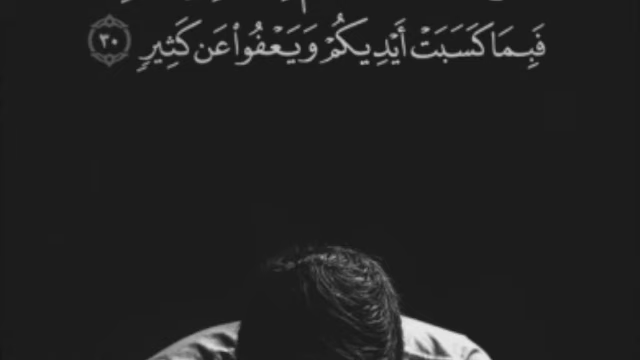 فَبِمَا كَسَبَتْ أَيْدِيكُمْ وَيَعْفُوا۟ عَن كَثِيرٍ ٣٠